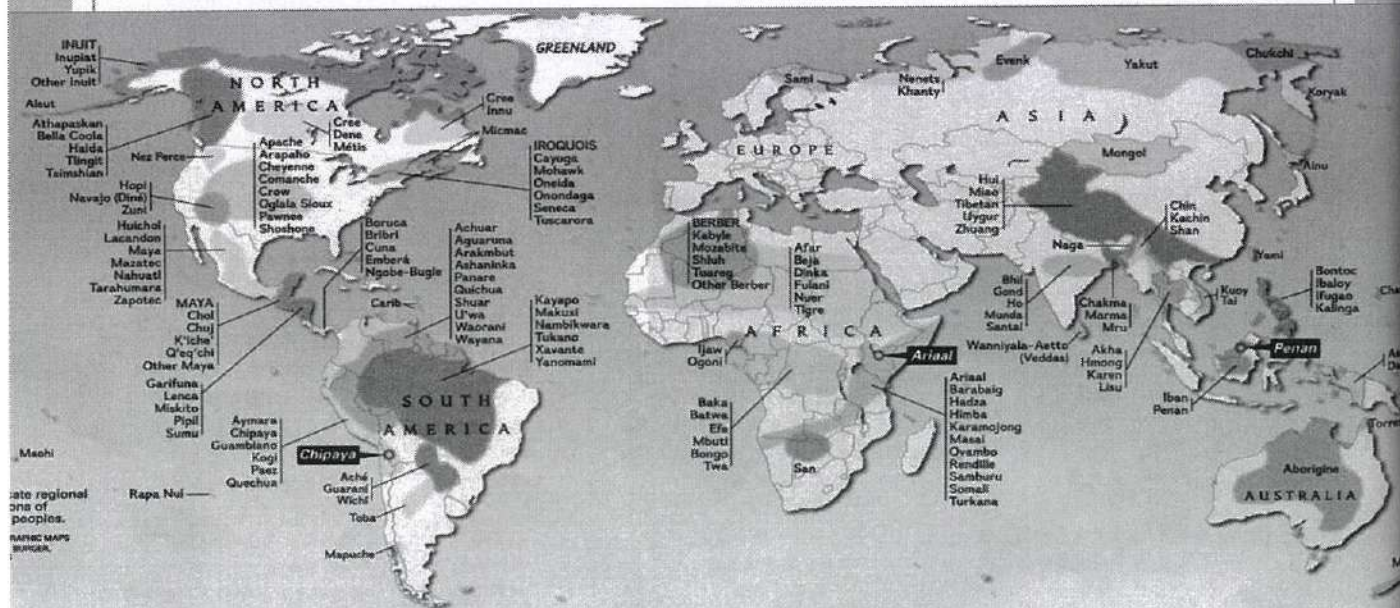 GREENLAND
INUIT
Inupiat
Yupik
Other Inuit
Aleut
NORTH
AMERICA
Athapaskan
Bella Coola
Haida
Tlingit
Tsimshian
Nez Perce
Hopi
Navajo (Diné)
Zuni
Huichol
Lacandon
Maya
Mazatec
Nahuatl
Tarahumara
Zapotec
MAYA
Chol
Chuj
K'iche'
Q'eq'chi
Other Maya
Garifuna
Lenca
Miskito
Pipil
Sumu
Apache
Arapaho
Cheyenne
Comanche
Crow
Oglala Sioux
Pawnee
Shoshone
Cree
Dene
Métis
Cree
Innu
Micmac
IROQUOIS
Cayuga
Mohawk
Oneida
Onondaga
Seneca
Tuscarora
Boruca
Bribri
Cuna
Emberá
Ngobe-Bugle
Carib
Achuar
Aguaruna
Arakmbut
Ashaninka
Panare
Quichua
Shuar
U'wa
Waorani
Wayana
Kayapo
Makuxi
Nambikwara
Tukano
Xavante
Yanomami
SOUTH
AMERICA
Aymara
Chipaya
Guambiano
Kogi
Paez
Quechua
Chipaya
Aché
Guaraní
Wichí
Toba
Mapuche
Maohi
Rapa Nui
cate regional
ons of
peoples.
RAPHIC MAPS
BURGER,
Sami
Nenets
Khanty
Evenk
Yakut
Chukchi
Koryak
ASIA
EUROPE
Mongol
Ainu
Hui
Miao
Tibetan
Uygur
Zhuang
Chin
Kachin
Shan
Naga
Yami
BERBER
Kabyle
Mozabite
Shluh
Tuareg
Other Berber
Afar
Beja
Dinka
Fulani
Nuer
Tigre
AFRICA
Ijaw
Ogoni
Ariaal
Baka
Batwa
Efe
Mbuti
Bongo
Twa
San
Ariaal
Barabaig
Hadza
Himba
Karamojong
Masai
Ovambo
Rendille
Samburu
Somali
Turkana
Bhil
Gond
Ho
Munda
Santal
Wanniyala-Aetto
(Veddas)
Chakma
Marma
Mru
Akha
Hmong
Karen
Lisu
Kuoy
Tai
Bontoc
Ibaloy
Ifugao
Kalinga
Penan
Iban
Penan
Aborigine
AUSTRALIA
Cha
Torre